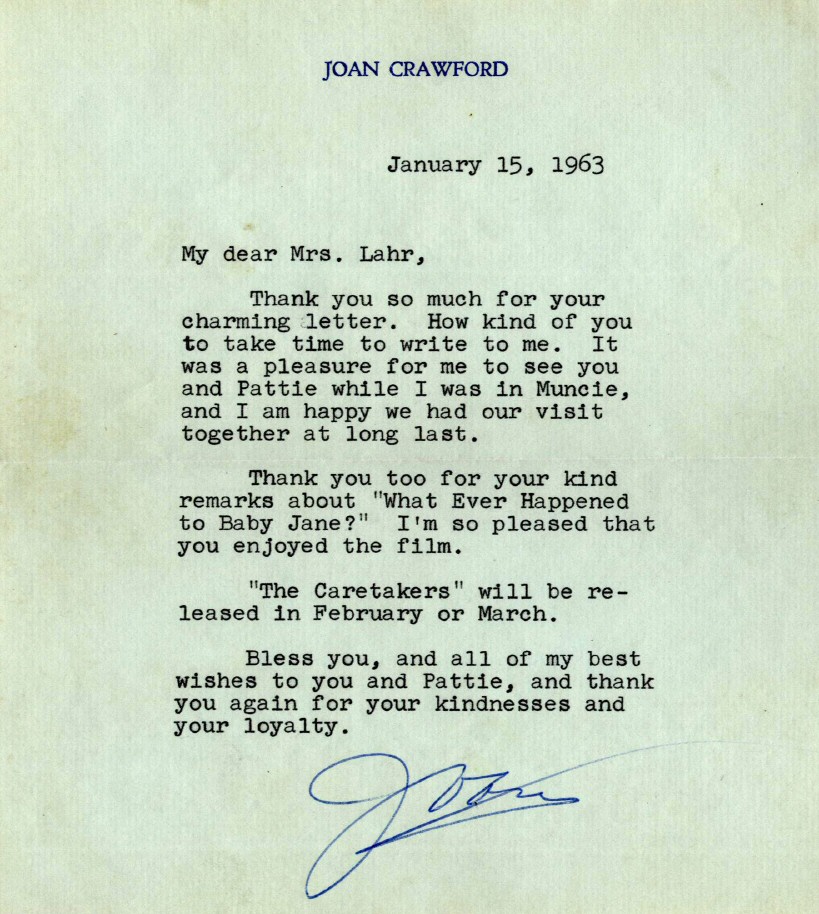 JOAN CRAWFORD
January 15, 1963
My dear Mrs. Lahr,
Thank you so much for your
charming letter. How kind of you
to take time to write to me. It
was a pleasure for me to see you
and Pattie while I was in Muncie,
and I am happy we had our visit
together at long last.
Thank you too for your kind
remarks about "What Ever Happened
to Baby Jane?" I'm so pleased that
you enjoyed the film.
"The Caretakers" will be re-
leased in February or March.
Bless you, and all of my best
wishes to you and Pattie, and thank
you again for your kindnesses and
your loyalty.
Joan